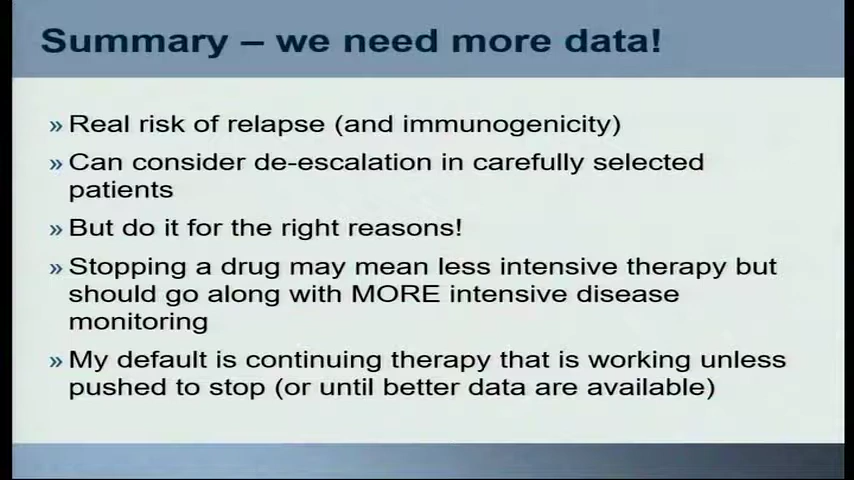 Summary – we need more data!
» Real risk of relapse (and immunogenicity)
» Can consider de-escalation in carefully selected
patients
» But do it for the right reasons!
» Stopping a drug may mean less intensive therapy but
should go along with MORE intensive disease
monitoring
» My default is continuing therapy that is working unless
pushed to stop (or until better data are available)